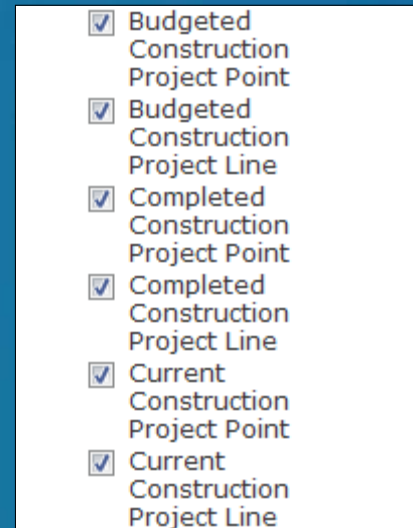 Budgeted
Construction
Project Point
Budgeted
Construction
Project Line
Completed
Construction
Project Point
Completed
Construction
Project Line
Current
Construction
Project Point
Current
Construction
Project Line